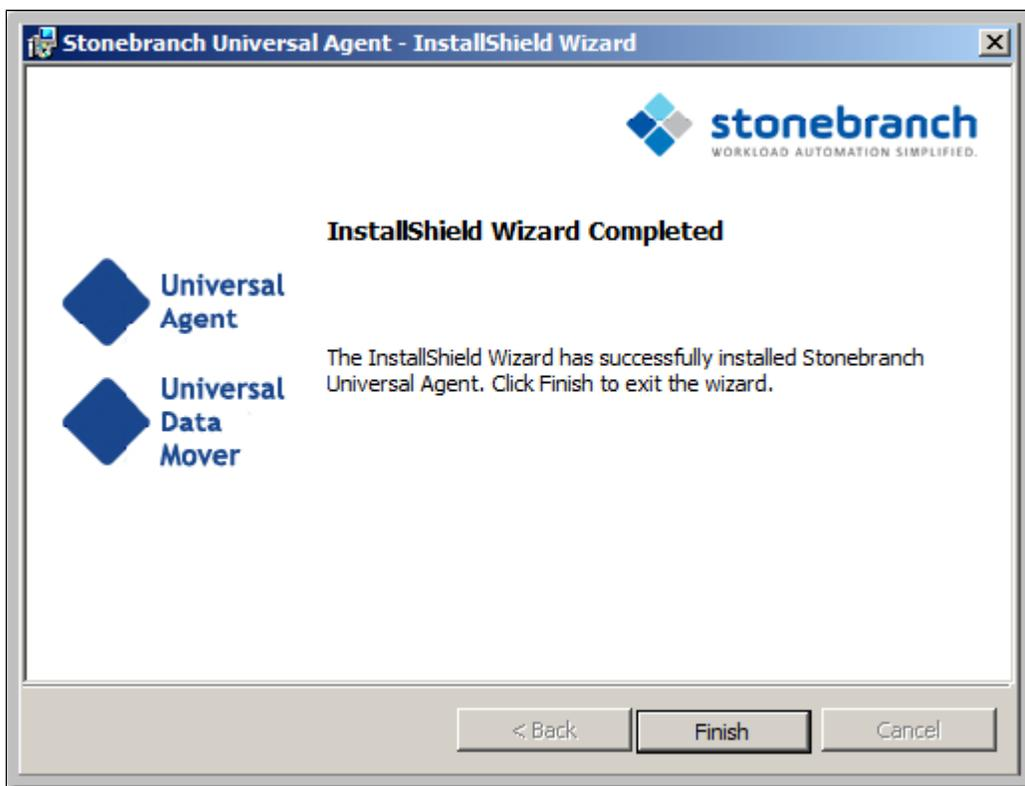 Stonebranch Universal Agent - InstallShield Wizard
stonebranch
WORKLOAD AUTOMATION SIMPLIFIED.
InstallShield Wizard Completed
Universal
Agent
The InstallShield Wizard has successfully installed Stonebranch
Universal Agent. Click Finish to exit the wizard.
Universal
Data
Mover
< Back
Finish
Cancel